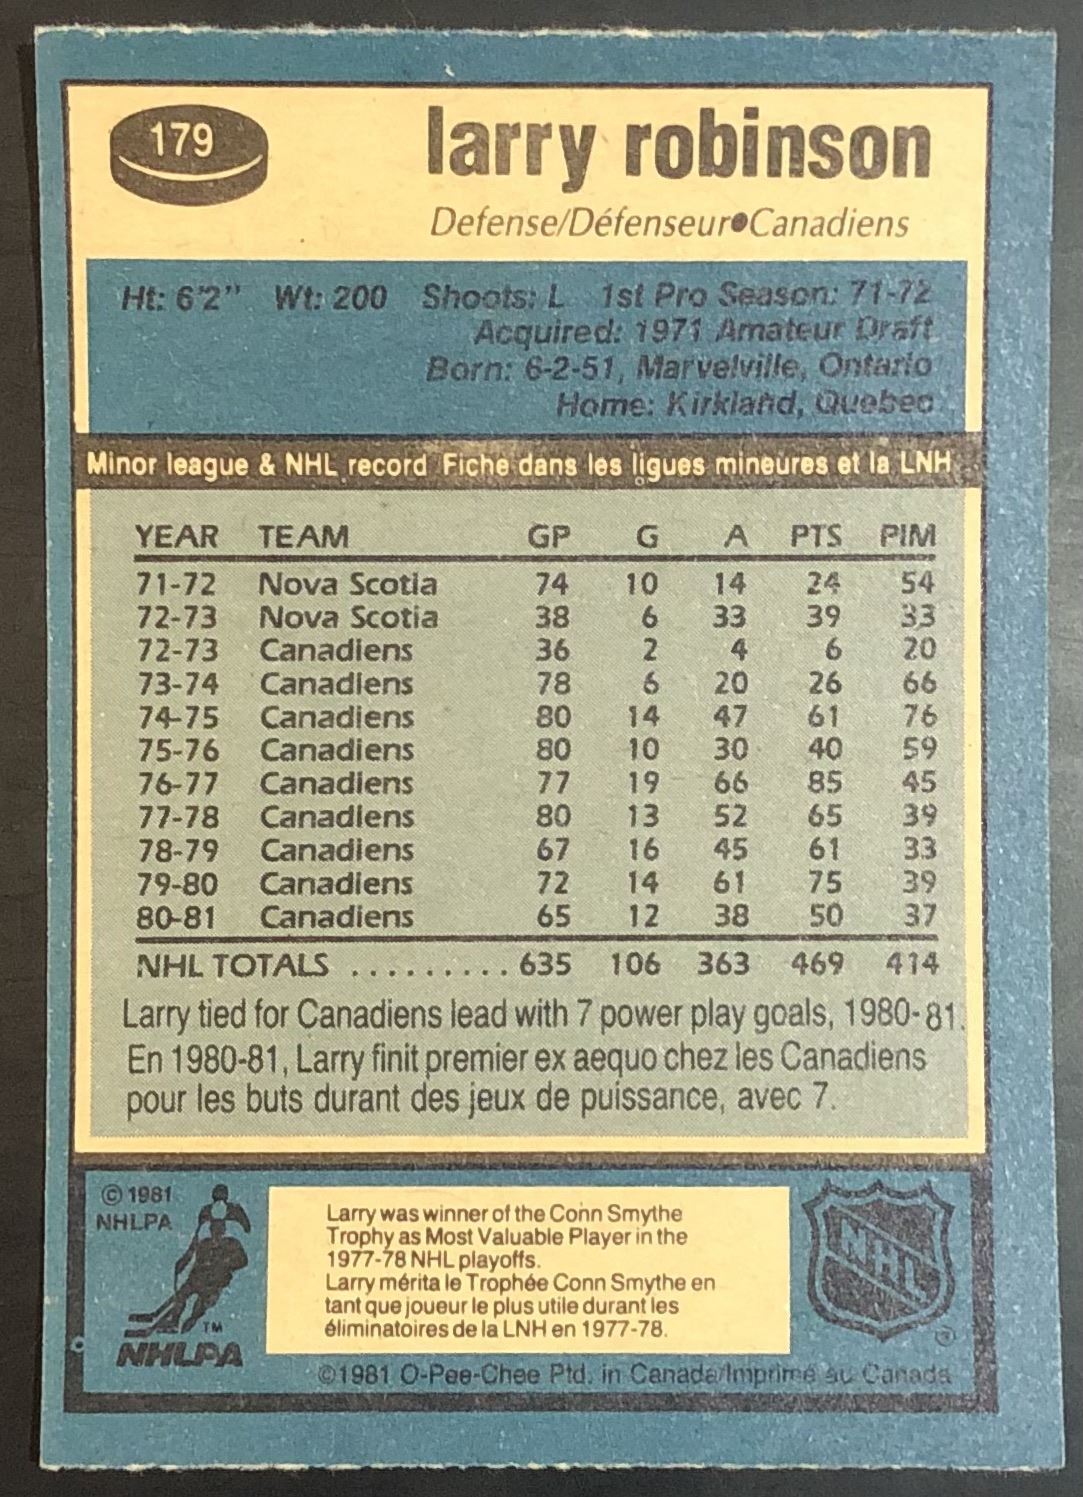 179
larry robinson
Defense/Défenseur●Canadiens
Ht: 6'2" Wt: 200 Shoots: L 1st Pro Season: 71-72
Acquired: 1971 Amateur Draft
Born: 6-2-51, Marvelville, Ontario
Home: Kirkland, Quebec
Minor league & NHL record Fiche dans les ligues mineures et la LNH
YEAR TEAM GP G A PTS PIM
71-72 Nova Scotia 74 10 14 24 54
72-73 Nova Scotia 38 6 33 39 33
72-73 Canadiens 36 2 4 6 20
73-74 Canadiens 78 6 20 26 66
74-75 Canadiens 80 14 47 61 76
75-76 Canadiens 80 10 30 40 59
76-77 Canadiens 77 19 66 85 45
77-78 Canadiens 80 13 52 65 39
78-79 Canadiens 67 16 45 61 33
79-80 Canadiens 72 14 61 75 39
80-81 Canadiens 65 12 38 50 37
NHL TOTALS .......... 635 106 363 469 414
Larry tied for Canadiens lead with 7 power play goals, 1980-81.
En 1980-81, Larry finit premier ex aequo chez les Canadiens
pour les buts durant des jeux de puissance, avec 7.
© 1981
NHLPA
Larry was winner of the Conn Smythe
Trophy as Most Valuable Player in the
1977-78 NHL playoffs.
Larry mérita le Trophée Conn Smythe en
tant que joueur le plus utile durant les
éliminatoires de la LNH en 1977-78.
TM
NHLPA
NHL
®
©1981 O-Pee-Chee Ptd. in Canada/Imprimé au Canada